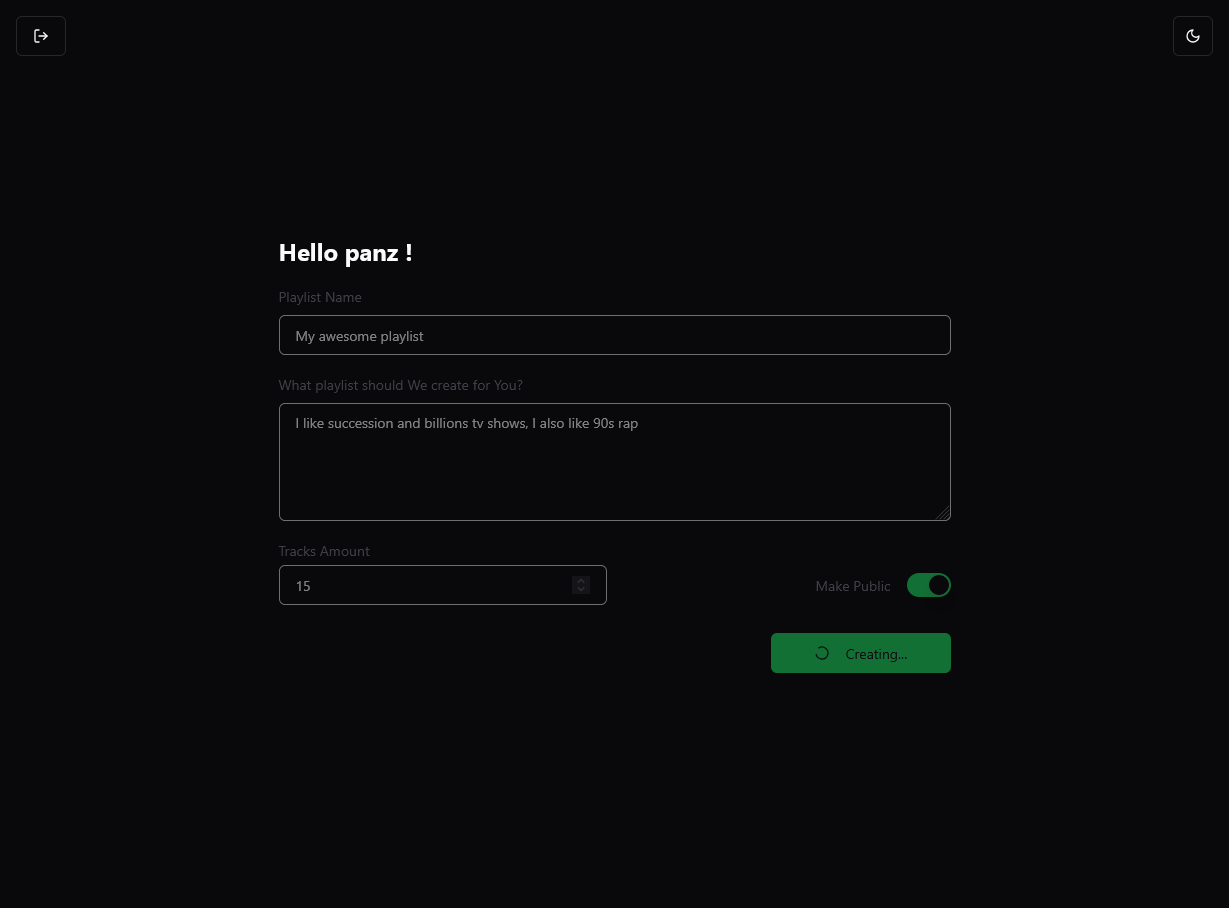 Hello panz !
Playlist Name
My awesome playlist
What playlist should We create for You?
I like succession and billions tv shows, I also like 90s rap
Tracks Amount
15
Make Public
Creating...